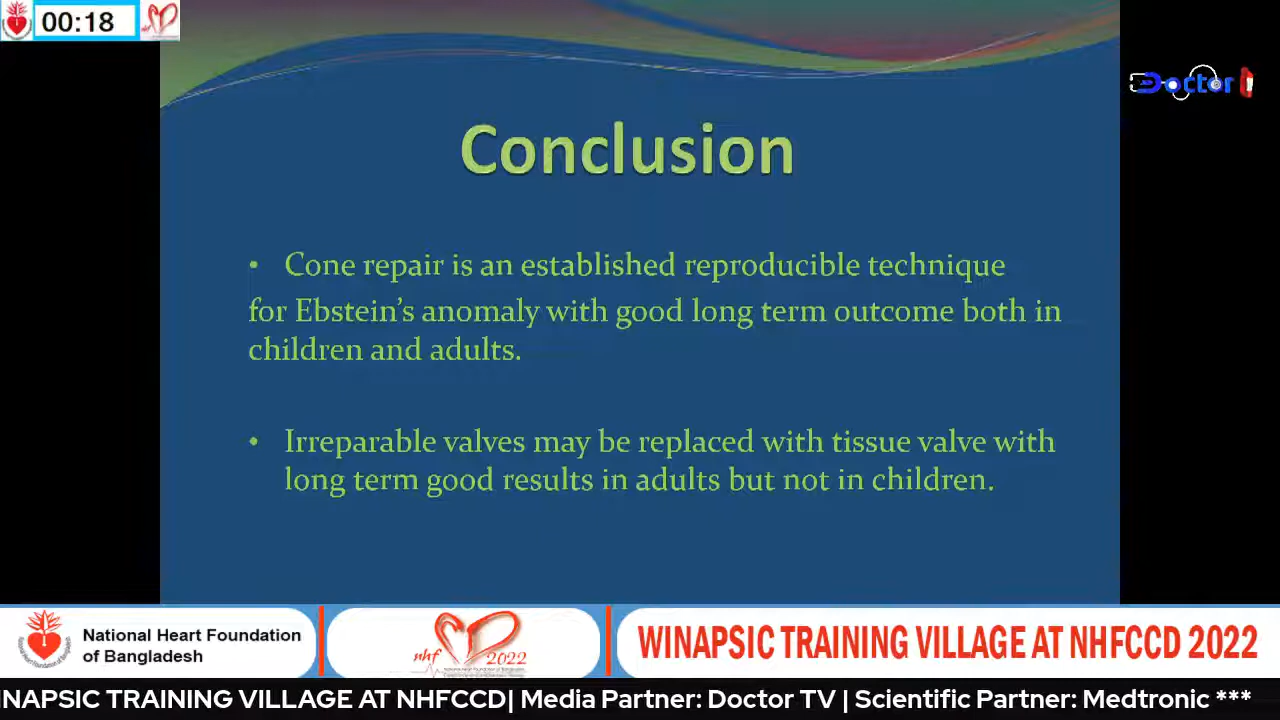 00:18
Doctor
Conclusion
• Cone repair is an established reproducible technique
for Ebstein’s anomaly with good long term outcome both in
children and adults.
• Irreparable valves may be replaced with tissue valve with
long term good results in adults but not in children.
National Heart Foundation
of Bangladesh
nhf
2022
WINAPSIC TRAINING VILLAGE AT NHFCCD 2022
INAPSIC TRAINING VILLAGE AT NHFCCD| Media Partner: Doctor TV | Scientific Partner: Medtronic ***